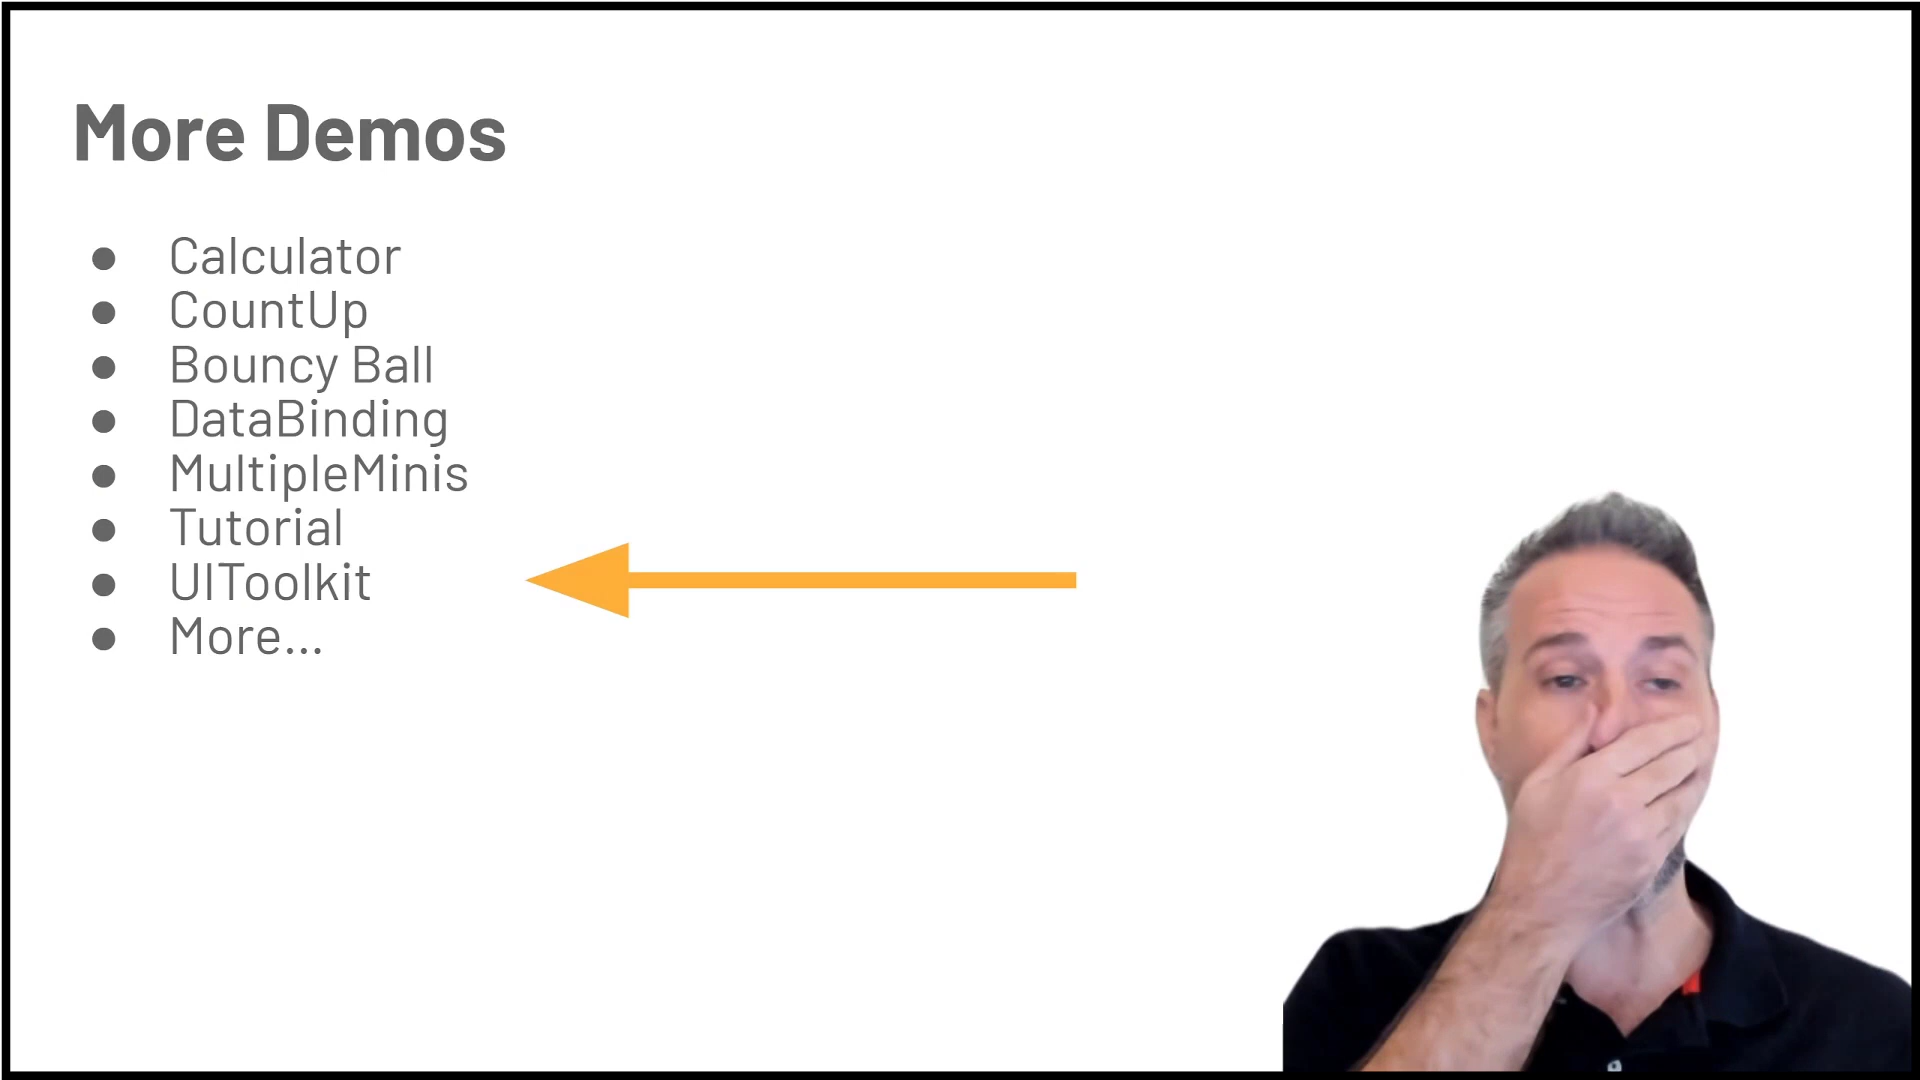 More Demos
● Calculator
● CountUp
● Bouncy Ball
● DataBinding
● MultipleMinis
● Tutorial
● UIToolkit
● More...